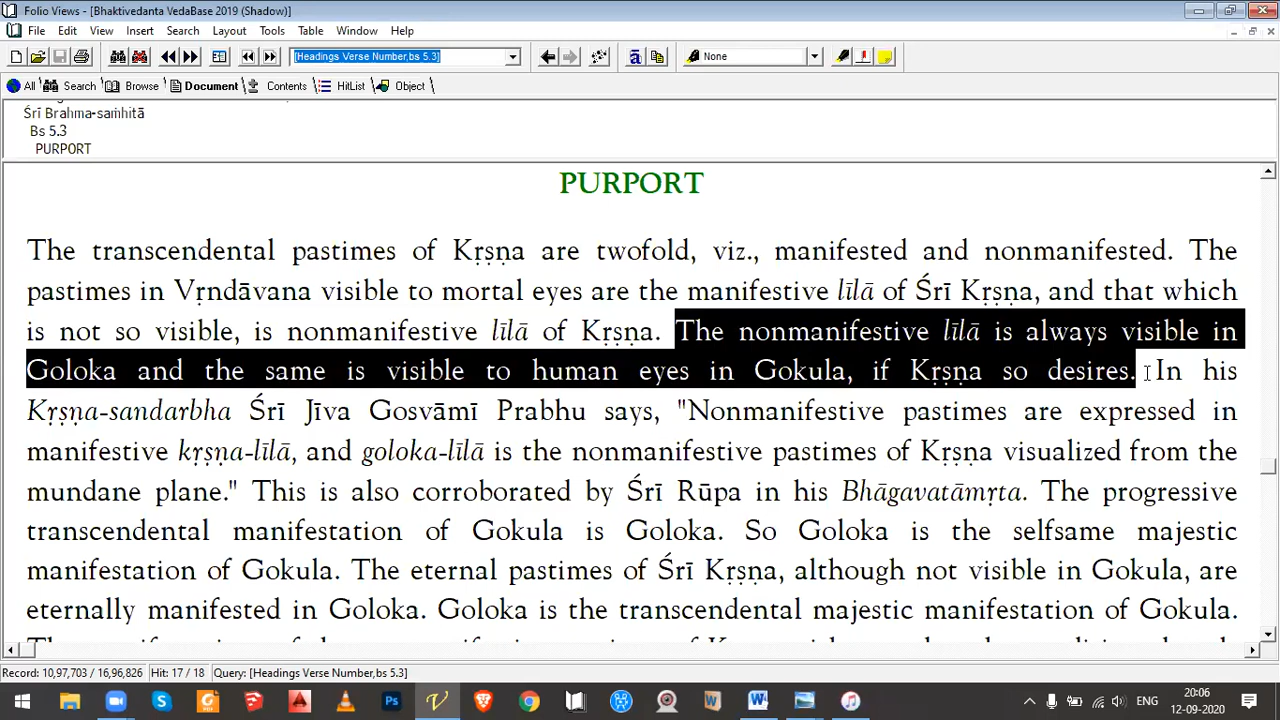 Folio Views - [Bhaktivedanta VedaBase 2019 (Shadow)]
File Edit View Insert Search Layout Tools Table Window Help
[Headings Verse Number,bs 5.3] None
All Search Browse Document Contents HitList Object
Śrī Brahma-saṁhitā
Bs 5.3
PURPORT
PURPORT
The transcendental pastimes of Kṛṣṇa are twofold, viz., manifested and nonmanifested. The
pastimes in Vṛndāvana visible to mortal eyes are the manifestive līlā of Śrī Kṛṣṇa, and that which
is not so visible, is nonmanifestive līlā of Kṛṣṇa. The nonmanifestive līlā is always visible in
Goloka and the same is visible to human eyes in Gokula, if Kṛṣṇa so desires. In his
Kṛṣṇa-sandarbha Śrī Jīva Gosvāmī Prabhu says, "Nonmanifestive pastimes are expressed in
manifestive kṛṣṇa-līlā, and goloka-līlā is the nonmanifestive pastimes of Kṛṣṇa visualized from the
mundane plane." This is also corroborated by Śrī Rūpa in his Bhāgavatāmṛta. The progressive
transcendental manifestation of Gokula is Goloka. So Goloka is the selfsame majestic
manifestation of Gokula. The eternal pastimes of Śrī Kṛṣṇa, although not visible in Gokula, are
eternally manifested in Goloka. Goloka is the transcendental majestic manifestation of Gokula.
Record: 10,97,703 / 16,96,826 Hit: 17 / 18 Query: [Headings Verse Number,bs 5.3]
ENG
20:06
12-09-2020